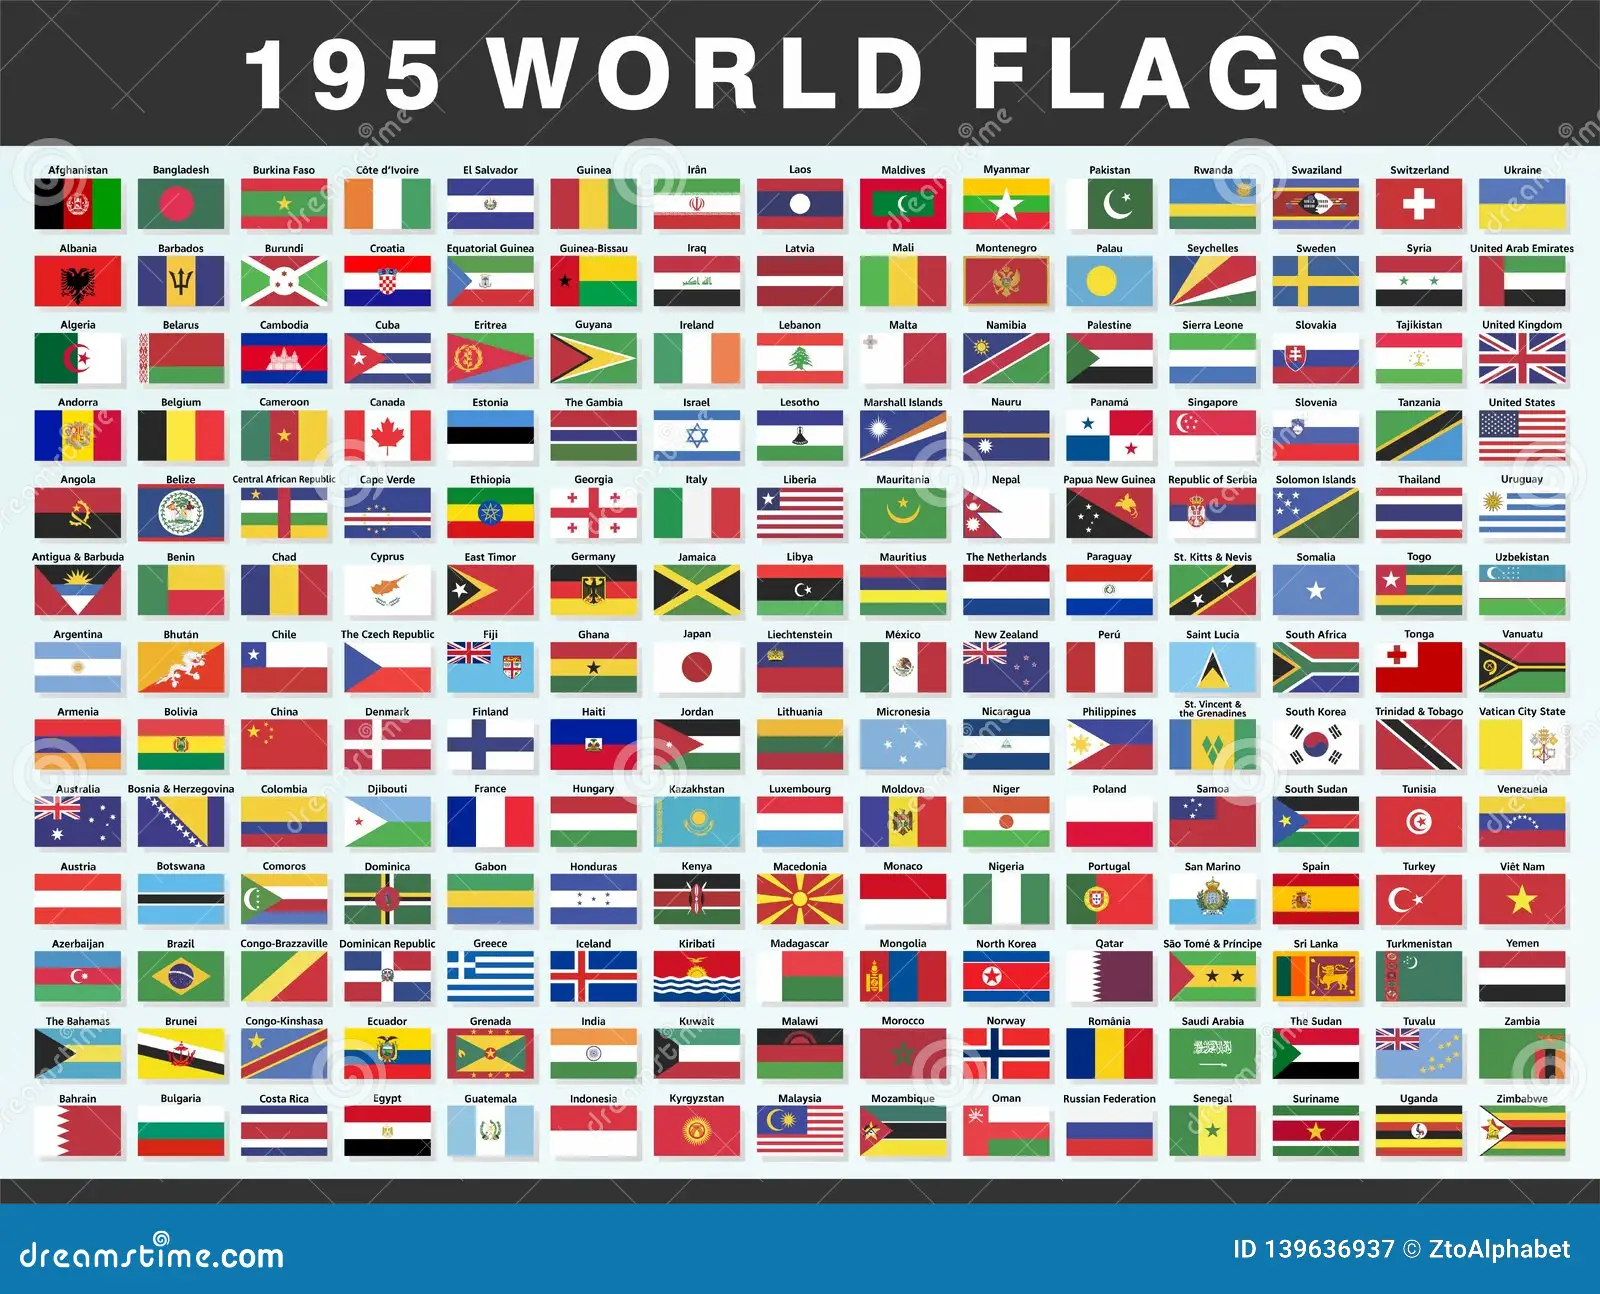 195 WORLD FLAGS
Afghanistan Bangladesh Burkina Faso Côte d'Ivoire El Salvador Guinea Irân Laos Maldives Myanmar Pakistan Rwanda Swaziland Switzerland Ukraine
Albania Barbados Burundi Croatia Equatorial Guinea Guinea-Bissau Iraq Latvia Mali Montenegro Palau Seychelles Sweden Syria United Arab Emirates
Algeria Belarus Cambodia Cuba Eritrea Guyana Ireland Lebanon Malta Namibia Palestine Sierra Leone Slovakia Tajikistan United Kingdom
Andorra Belgium Cameroon Canada Estonia The Gambia Israel Lesotho Marshall Islands Nauru Panamá Singapore Slovenia Tanzania United States
Angola Belize Central African Republic Cape Verde Ethiopia Georgia Italy Liberia Mauritania Nepal Papua New Guinea Republic of Serbia Solomon Islands Thailand Uruguay
Antigua & Barbuda Benin Chad Cyprus East Timor Germany Jamaica Libya Mauritius The Netherlands Paraguay St. Kitts & Nevis Somalia Togo Uzbekistan
Argentina Bhután Chile The Czech Republic Fiji Ghana Japan Liechtenstein México New Zealand Perú Saint Lucia South Africa Tonga Vanuatu
Armenia Bolivia China Denmark Finland Haiti Jordan Lithuania Micronesia Nicaragua Philippines St. Vincent & the Grenadines South Korea Trinidad & Tobago Vatican City State
Australia Bosnia & Herzegovina Colombia Djibouti France Hungary Kazakhstan Luxembourg Moldova Niger Poland Samoa South Sudan Tunisia Venezuela
Austria Botswana Comoros Dominica Gabon Honduras Kenya Macedonia Monaco Nigeria Portugal San Marino Spain Turkey Viêt Nam
Azerbaijan Brazil Congo-Brazzaville Dominican Republic Greece Iceland Kiribati Madagascar Mongolia North Korea Qatar São Tomé & Príncipe Sri Lanka Turkmenistan Yemen
The Bahamas Brunei Congo-Kinshasa Ecuador Grenada India Kuwait Malawi Morocco Norway România Saudi Arabia The Sudan Tuvalu Zambia
Bahrain Bulgaria Costa Rica Egypt Guatemala Indonesia Kyrgyzstan Malaysia Mozambique Oman Russian Federation Senegal Suriname Uganda Zimbabwe
dreamstime.com
ID 139636937 © ZtoAlphabet